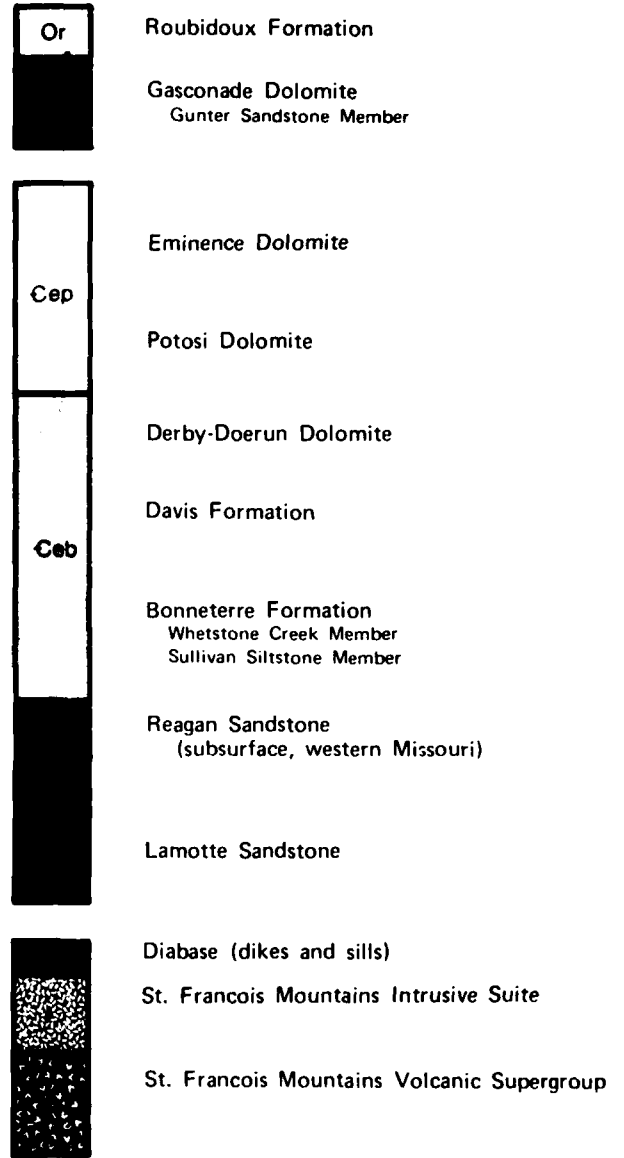 Or Roubidoux Formation
Gasconade Dolomite
Gunter Sandstone Member
Eminence Dolomite
Єep
Potosi Dolomite
Derby-Doerun Dolomite
Davis Formation
Єeb
Bonneterre Formation
Whetstone Creek Member
Sullivan Siltstone Member
Reagan Sandstone
(subsurface, western Missouri)
Lamotte Sandstone
Diabase (dikes and sills)
St. Francois Mountains Intrusive Suite
St. Francois Mountains Volcanic Supergroup